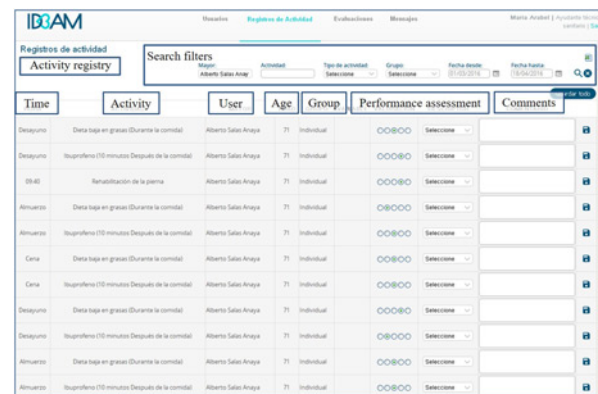 IDCAM
Usuarios Registros de Actividad Evaluaciones Mensajes
María Anabel | Ayudante técnico
sanitario |
Registros de actividad
Activity registry
Search filters
Mayor: Actividad: Tipo de actividad: Grupo: Fecha desde: Fecha hasta:
Alberto Salas Anay Seleccione Seleccione 01/03/2016 18/04/2016
Time Activity User Age Group Performance assessment Comments
Desayuno Dieta baja en grasas (Durante la comida) Alberto Salas Anaya 71 Individual Seleccione
Desayuno Ibuprofeno (10 minutos Después de la comida) Alberto Salas Anaya 71 Individual Seleccione
09:40 Rehabilitación de la pierna Alberto Salas Anaya 71 Individual Seleccione
Almuerzo Dieta baja en grasas (Durante la comida) Alberto Salas Anaya 71 Individual Seleccione
Almuerzo Ibuprofeno (10 minutos Después de la comida) Alberto Salas Anaya 71 Individual Seleccione
Cena Dieta baja en grasas (Durante la comida) Alberto Salas Anaya 71 Individual Seleccione
Cena Ibuprofeno (10 minutos Después de la comida) Alberto Salas Anaya 71 Individual Seleccione
Desayuno Dieta baja en grasas (Durante la comida) Alberto Salas Anaya 71 Individual Seleccione
Desayuno Ibuprofeno (10 minutos Después de la comida) Alberto Salas Anaya 71 Individual Seleccione
Almuerzo Dieta baja en grasas (Durante la comida) Alberto Salas Anaya 71 Individual Seleccione
Almuerzo Ibuprofeno (10 minutos Después de la comida) Alberto Salas Anaya 71 Individual Seleccione